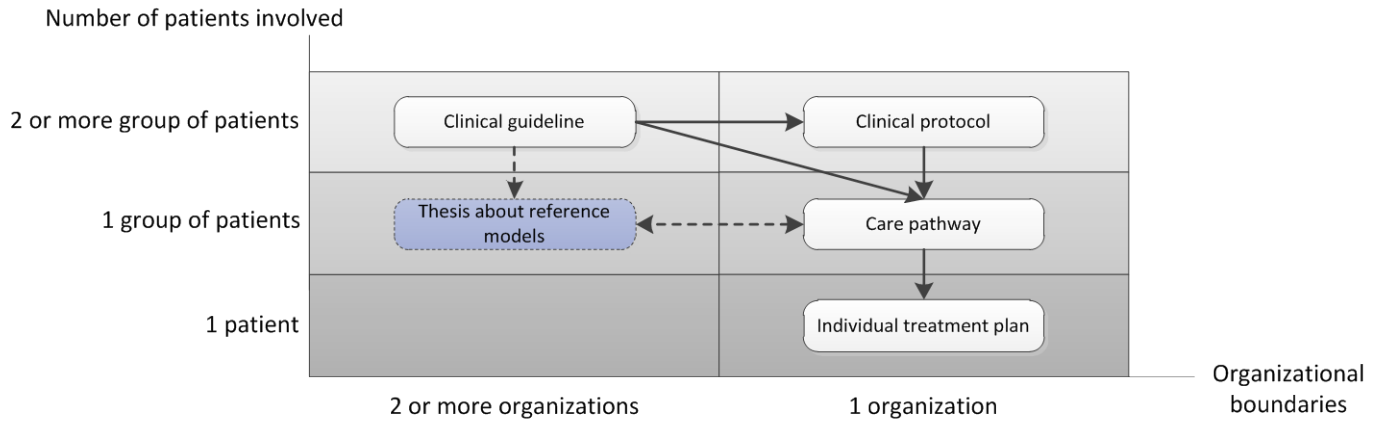 Number of patients involved
2 or more group of patients
Clinical guideline
Clinical protocol
1 group of patients
Thesis about reference
models
Care pathway
1 patient
Individual treatment plan
2 or more organizations
1 organization
Organizational
boundaries